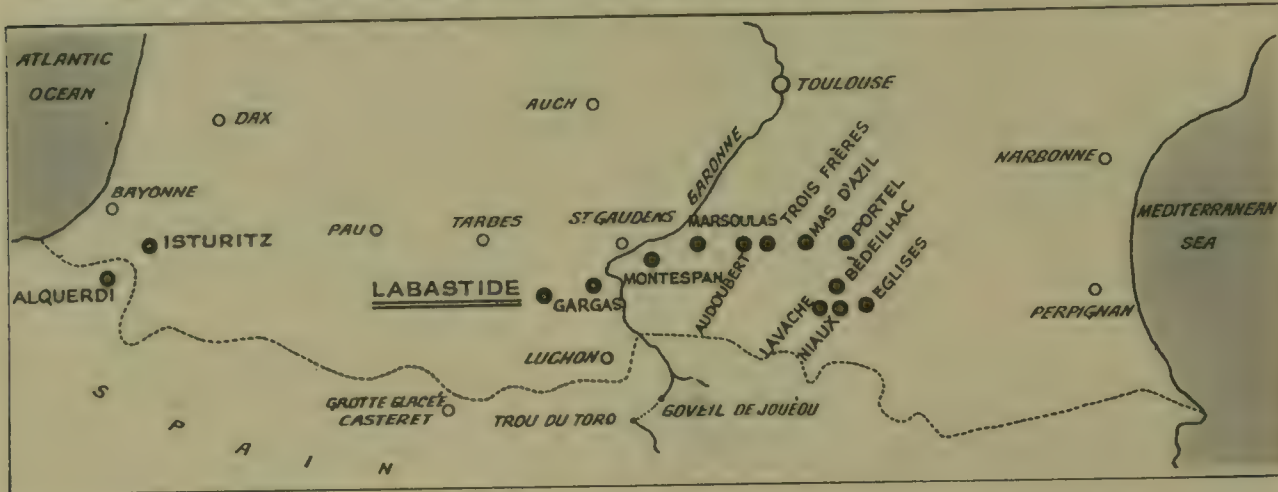 ATLANTIC
OCEAN
DAX
AUCH
TOULOUSE
GARONNE
BAYONNE
ISTURITZ
ALQUERDI
PAU
TARBES
ST GAUDENS
MARSOULAS
TROIS FRÈRES
MAS D'AZIL
PORTEL
NARBONNE
MEDITERRANEAN
SEA
LABASTIDE
GARGAS
MONTESPAN
AUDOUBERT
BÈDEILHAC
LAVACHE
NIAUX
EGLISES
PERPIGNAN
LUCHON
GROTTE GLACÉE
CASTERET
TROU DU TORO
GOVEIL DE JOUÈOU
SPAIN